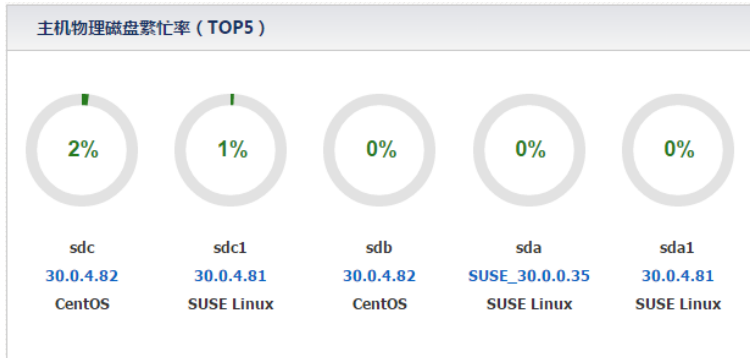 主机物理磁盘繁忙率（TOP5）
2% 1% 0% 0% 0%
sdc sdc1 sdb sda sda1
30.0.4.82 30.0.4.81 30.0.4.82 SUSE_30.0.0.35 30.0.4.81
CentOS SUSE Linux CentOS SUSE Linux SUSE Linux